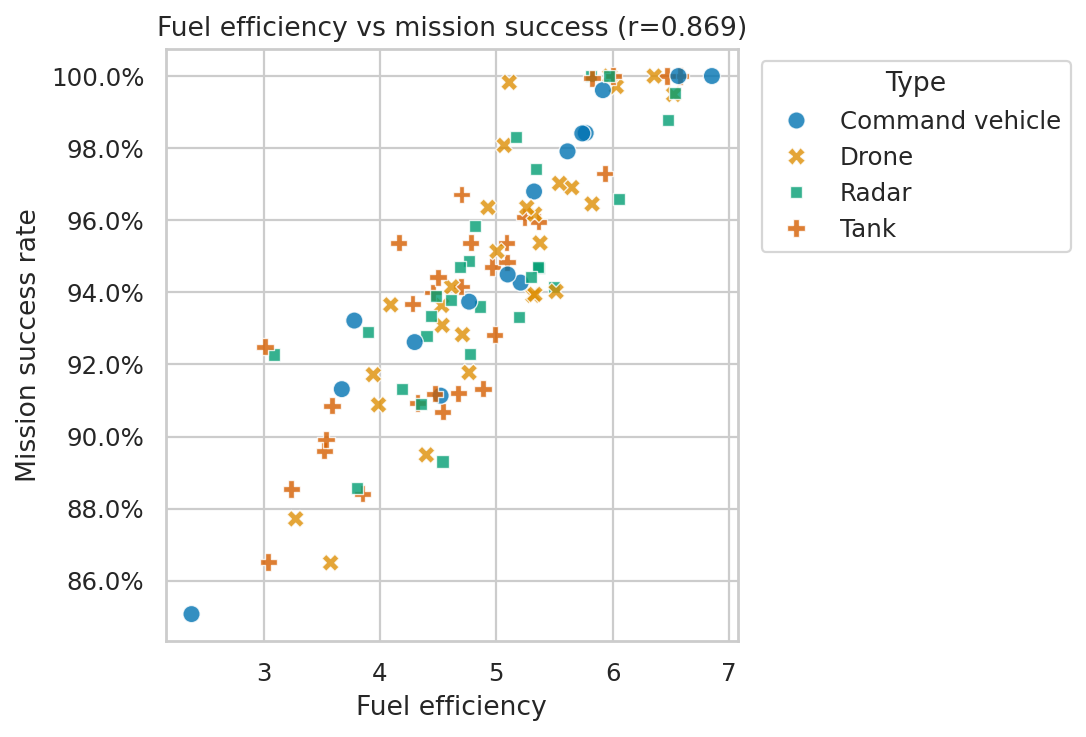 Fuel efficiency vs mission success (r=0.869)
100.0%
98.0%
96.0%
94.0%
92.0%
90.0%
88.0%
86.0%
Mission success rate
3
4
5
6
7
Fuel efficiency
Type
Command vehicle
Drone
Radar
Tank